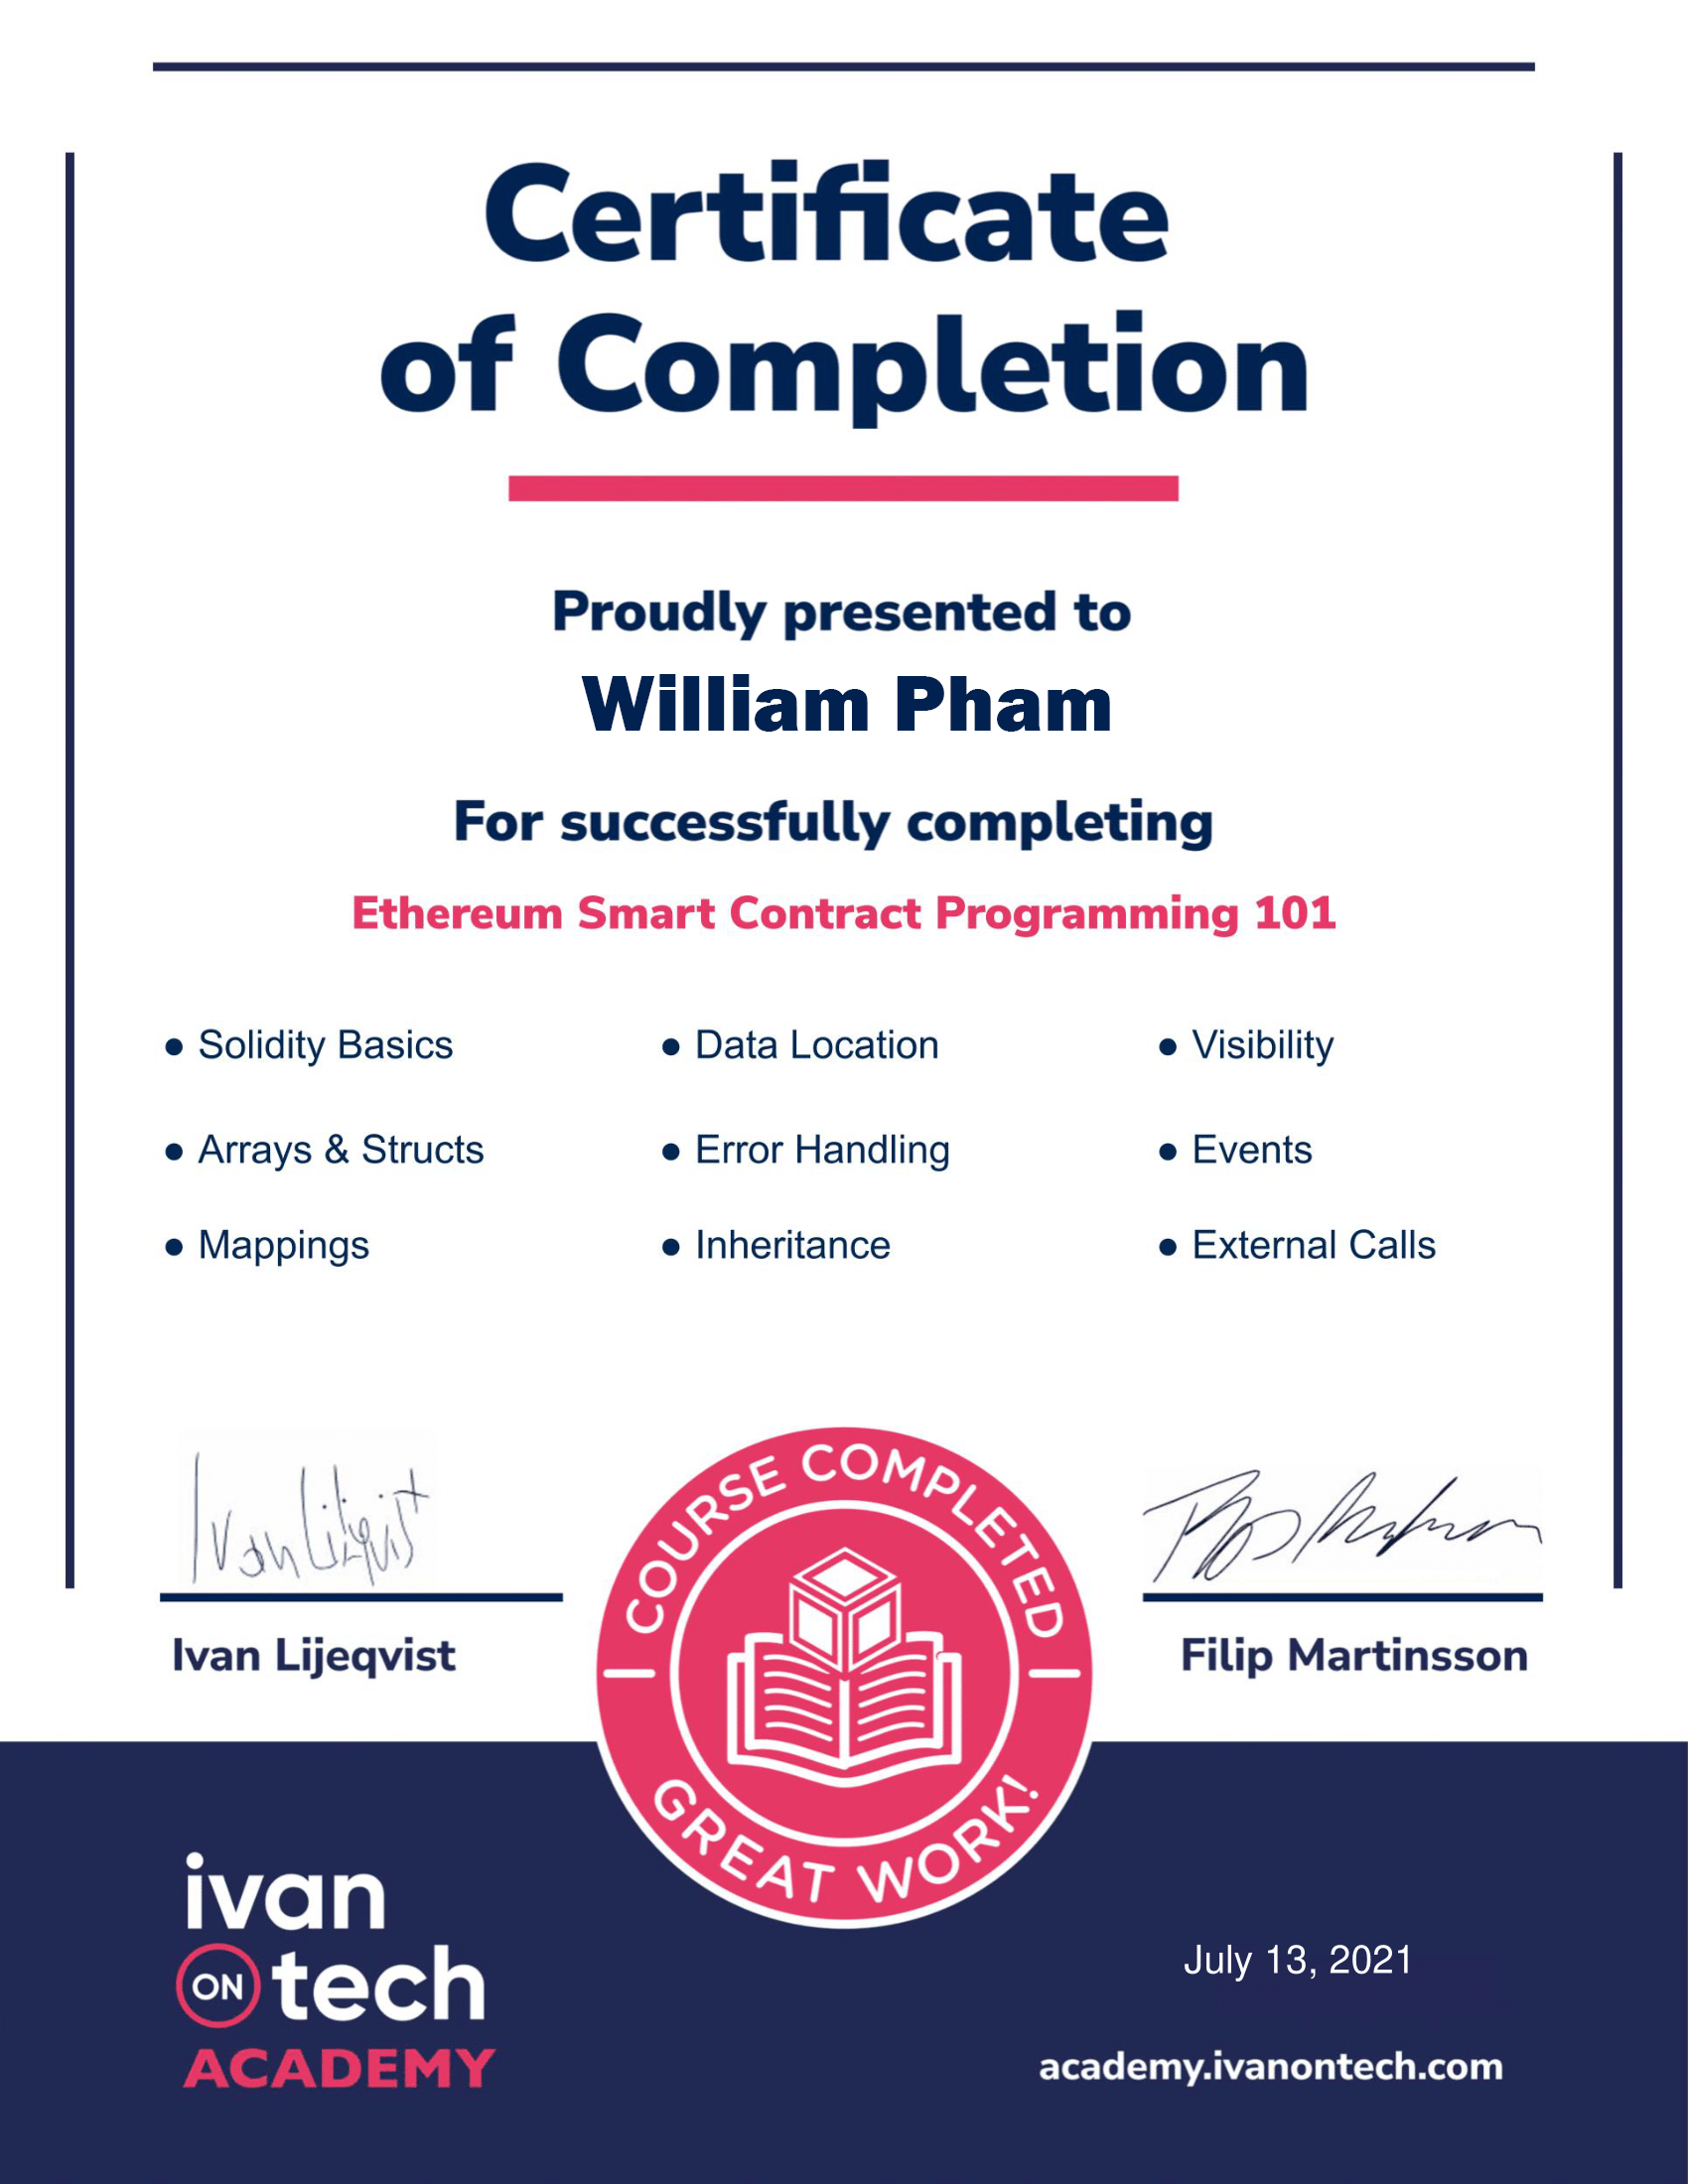 Certificate
of Completion
Proudly presented to
William Pham
For successfully completing
Ethereum Smart Contract Programming 101
• Solidity Basics
• Data Location
• Visibility
• Arrays & Structs
• Error Handling
• Events
• Mappings
• Inheritance
• External Calls
Ivan Lijeqvist
Ivan Lijeqvist
Filip Martinsson
COURSE COMPLETED
GREAT WORK!
ivan
ON tech
ACADEMY
July 13, 2021
academy.ivanontech.com